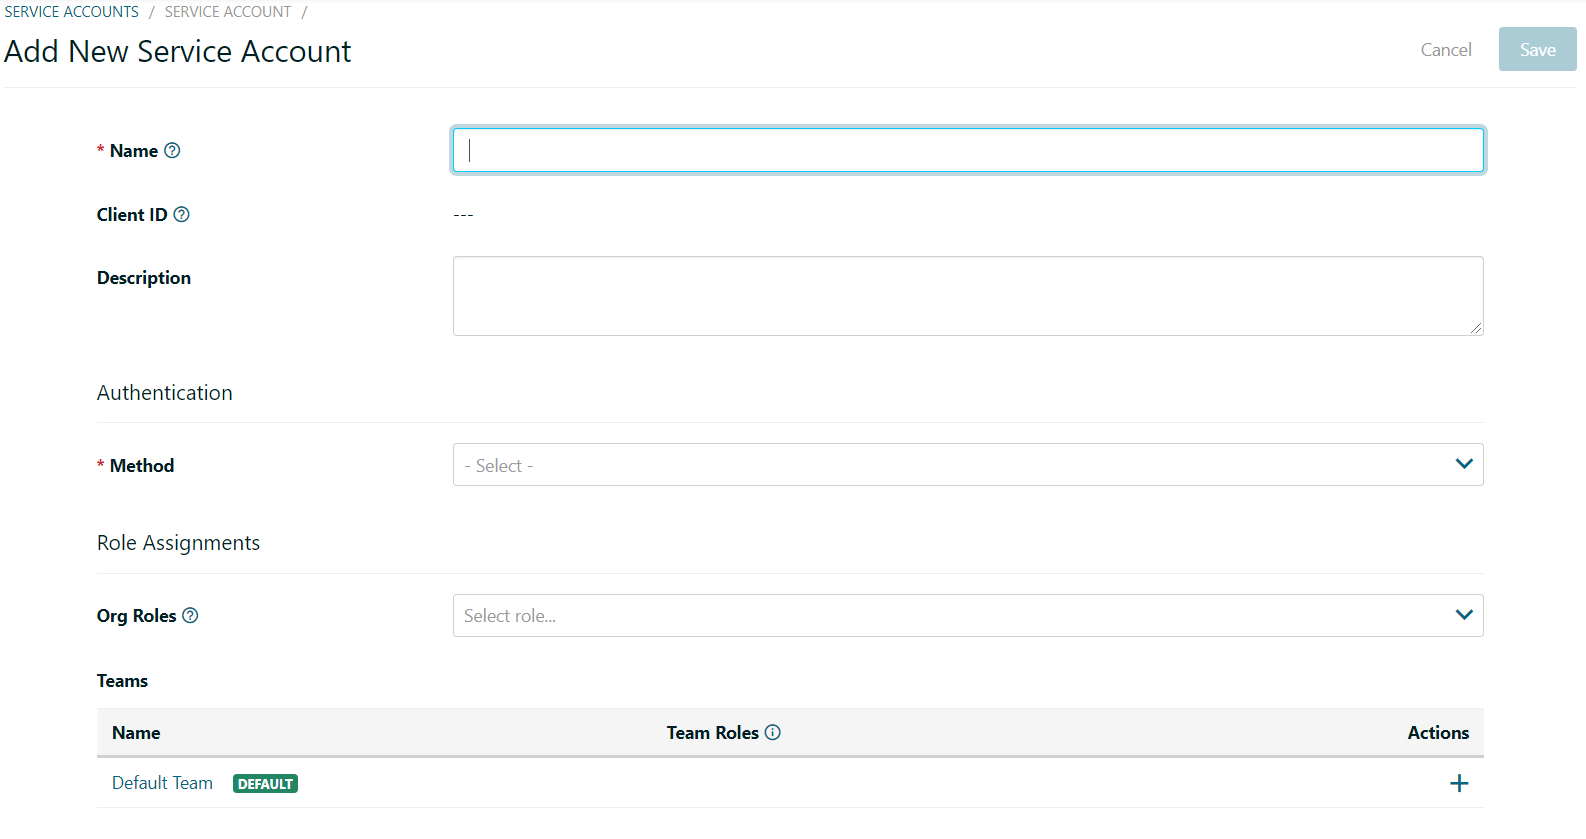 SERVICE ACCOUNTS / SERVICE ACCOUNT /
Add New Service Account
Cancel
Save
* Name
Client ID
---
Description
Authentication
* Method
- Select -
Role Assignments
Org Roles
Select role...
Teams
Name Team Roles Actions
Default Team DEFAULT